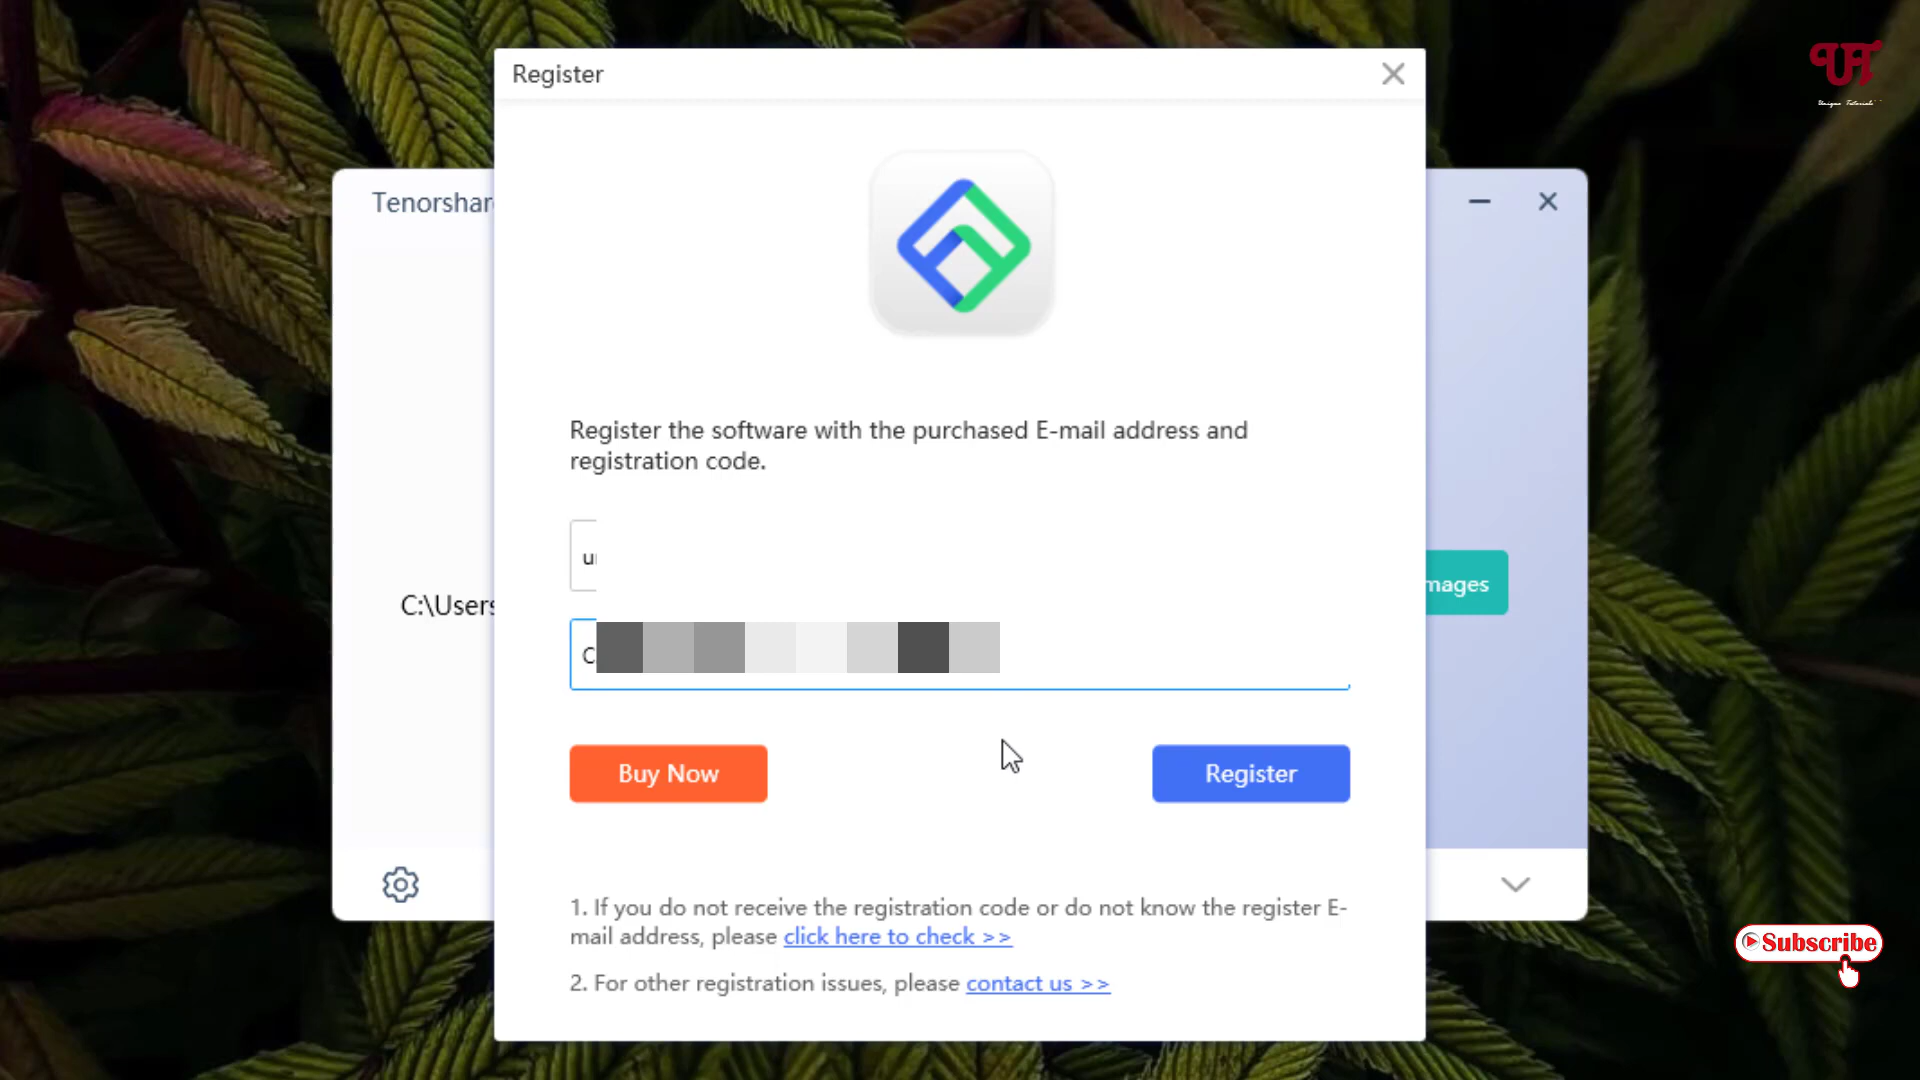 Register
Unique Tutorials
Tenorshar
Register the software with the purchased E-mail address and
registration code.
C:\Users
mages
Buy Now
Register
1. If you do not receive the registration code or do not know the register E-
mail address, please click here to check >>
2. For other registration issues, please contact us >>
Subscribe